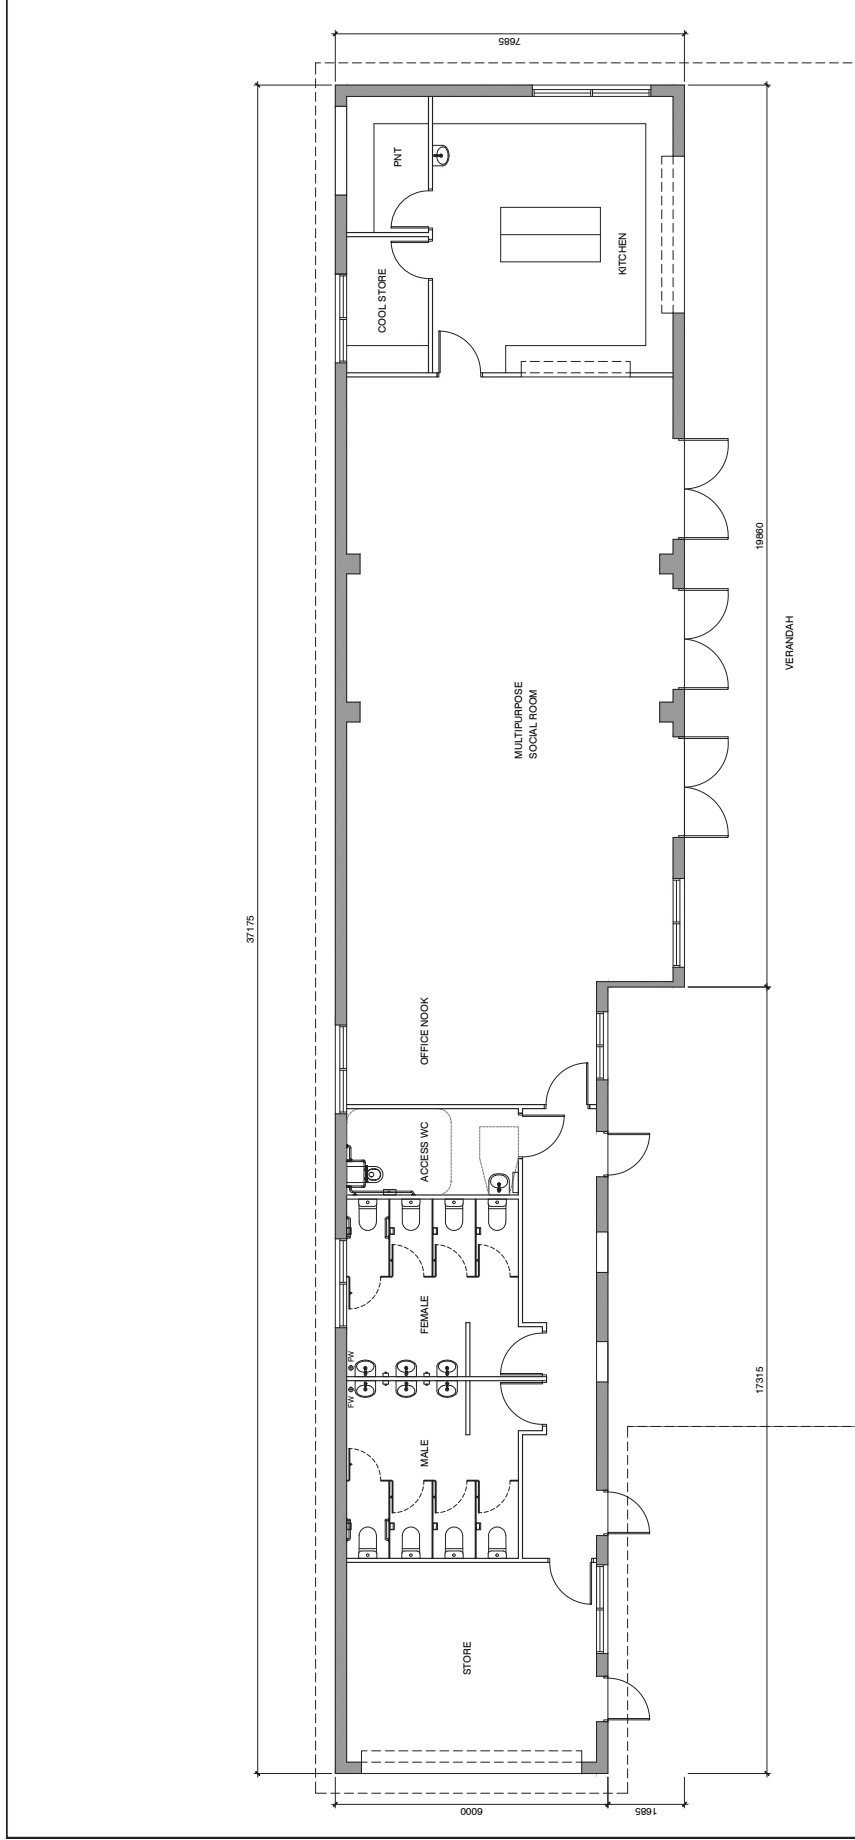 7685
37175
PNT
COOL STORE
KITCHEN
19860
VERANDAH
MULTIPURPOSE
SOCIAL ROOM
OFFICE NOOK
ACCESS WC
FEMALE
FW
FW
MALE
17315
STORE
6000
1685